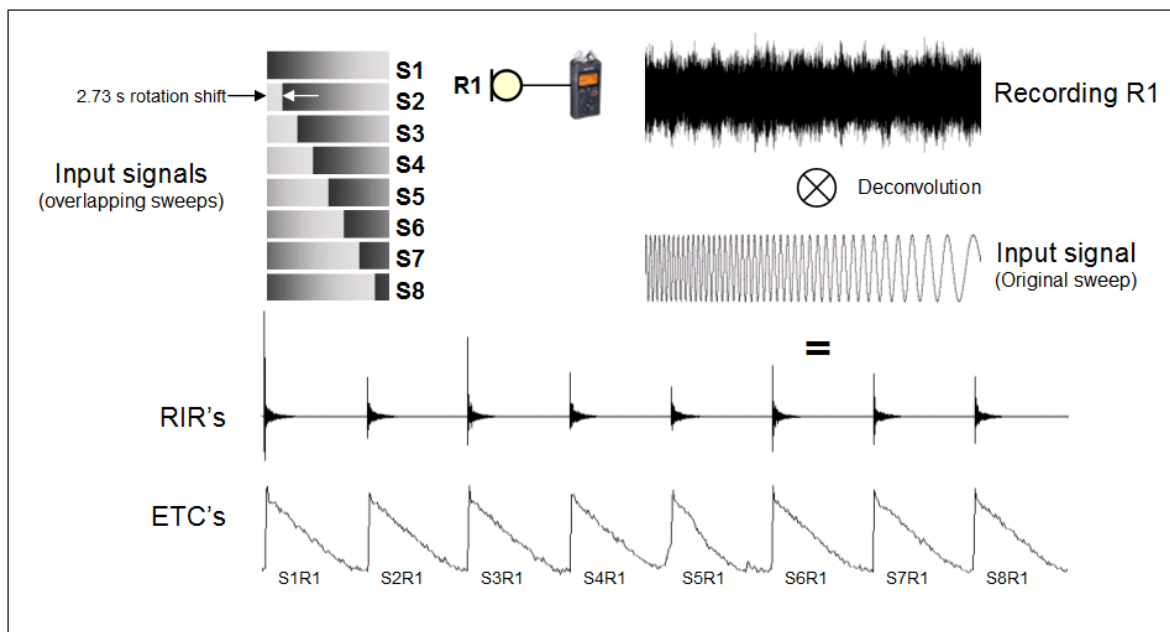 S1
2.73 s rotation shift
S2
S3
S4
S5
S6
S7
S8
Input signals
(overlapping sweeps)
R1
Recording R1
Deconvolution
Input signal
(Original sweep)
=
RIR's
ETC's
S1R1 S2R1 S3R1 S4R1 S5R1 S6R1 S7R1 S8R1